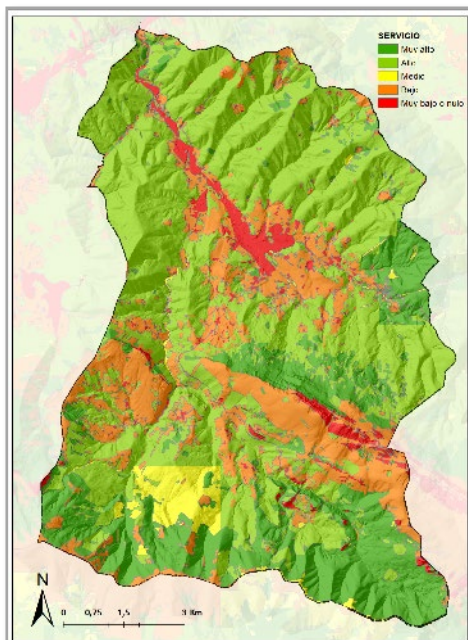 SERVICIO
Muy alto
Alto
Medio
Bajo
Muy bajo o nulo
N
0 0,75 1,5 3 Km